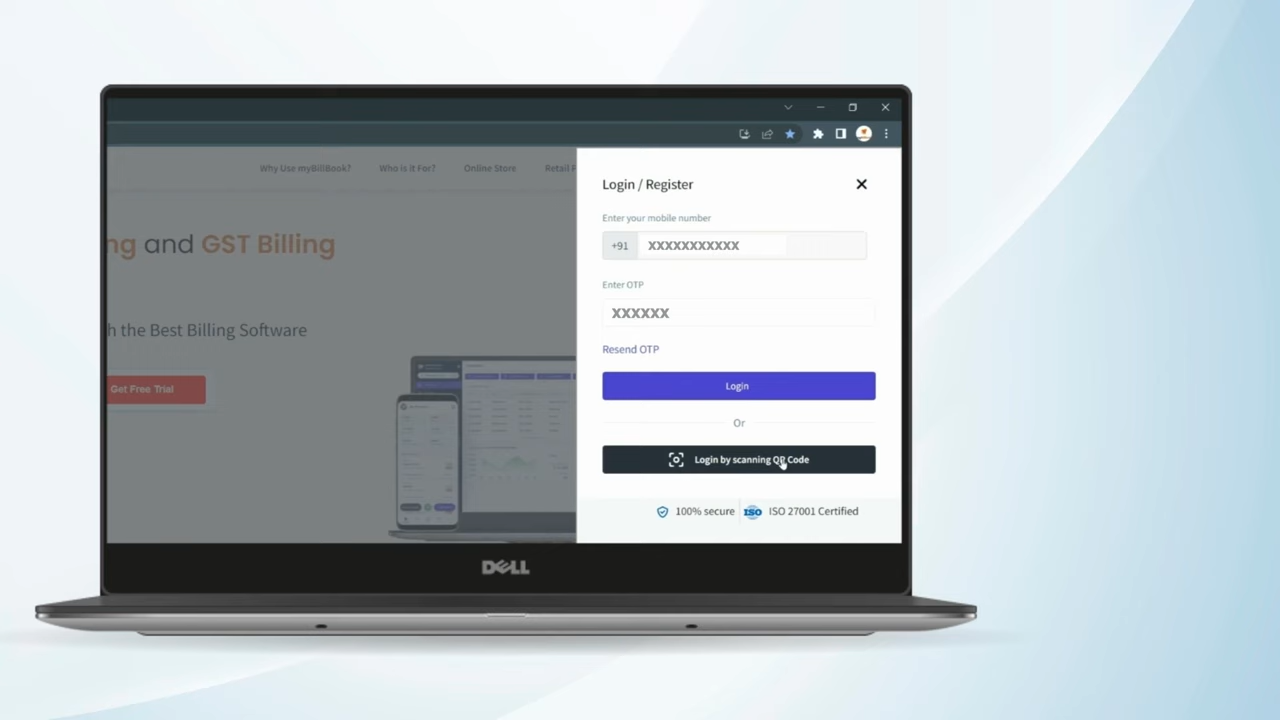 Why Use myBillBook?
Who is it For?
Online Store
Retail
ng and GST Billing
h the Best Billing Software
Get Free Trial
Login / Register
Enter your mobile number
+91 XXXXXXXXXXX
Enter OTP
XXXXXX
Resend OTP
Login
Or
Login by scanning QR Code
100% secure
ISO
ISO 27001 Certified
DELL